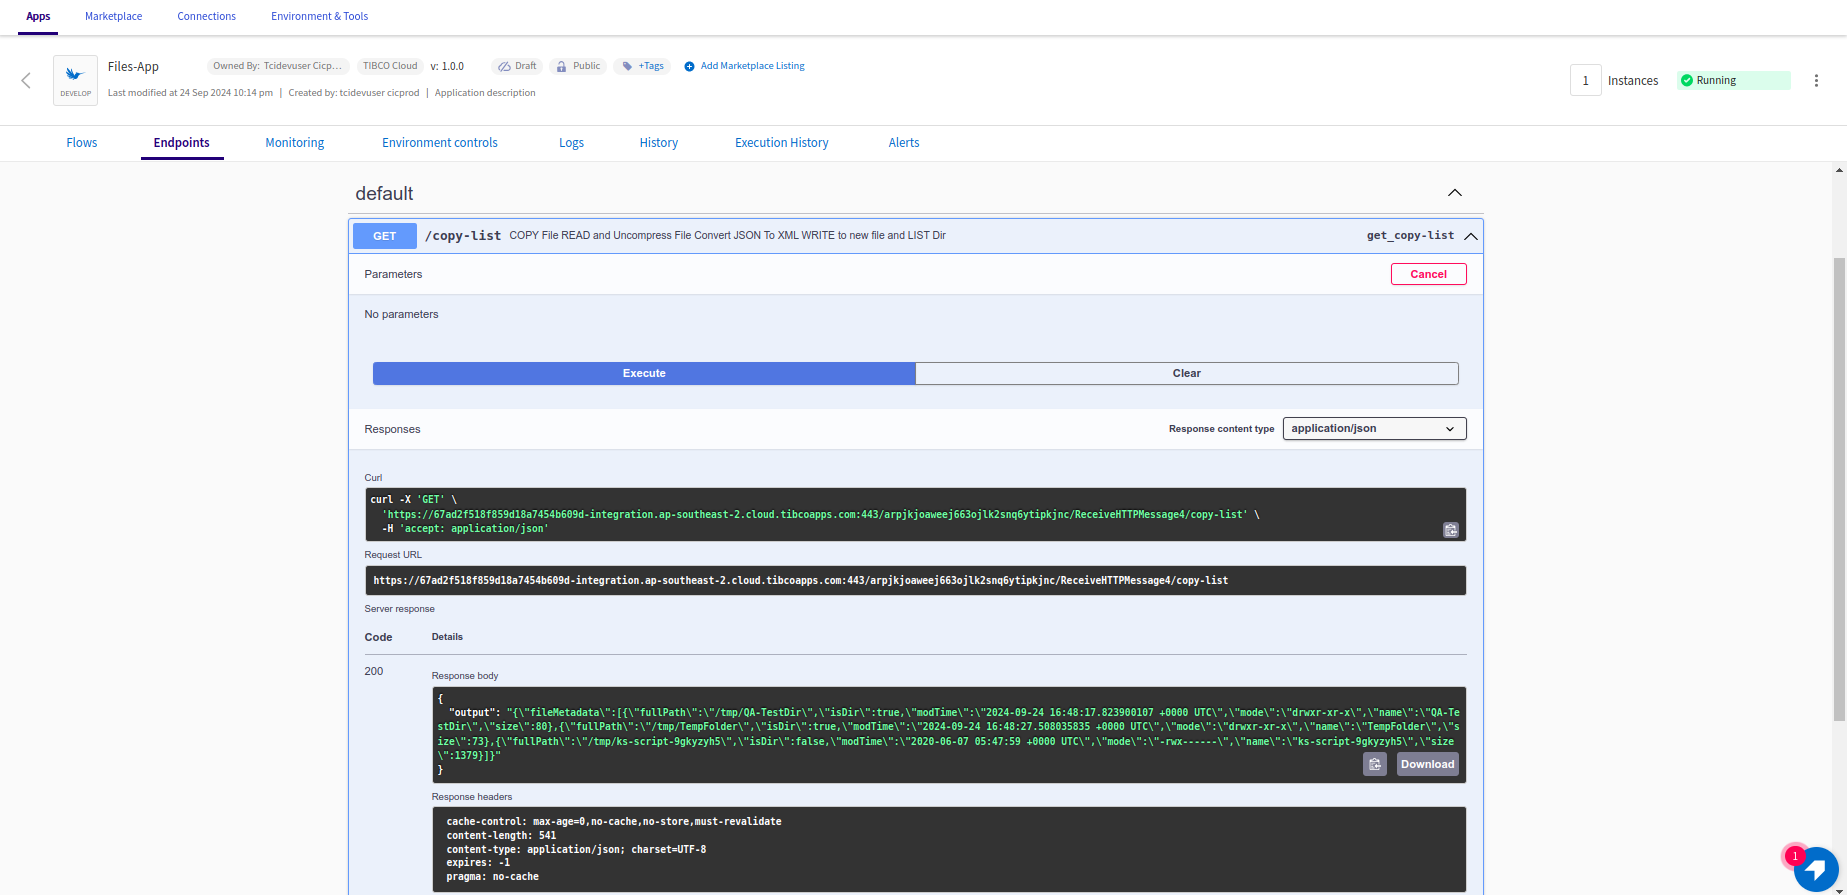 Apps Marketplace Connections Environment & Tools
Files-App Owned By: Tcidevuser Cicp... TIBCO Cloud v: 1.0.0 Draft Public +Tags Add Marketplace Listing
1 Instances Running
DEVELOP
Last modified at 24 Sep 2024 10:14 pm | Created by: tcidevuser cicprod | Application description
Flows Endpoints Monitoring Environment controls Logs History Execution History Alerts
default
GET /copy-list COPY File READ and Uncompress File Convert JSON To XML WRITE to new file and LIST Dir get_copy-list
Parameters Cancel
No parameters
Execute Clear
Responses Response content type application/json
Curl
curl -X 'GET' \
'https://67ad2f518f859d18a7454b609d-integration.ap-southeast-2.cloud.tibcoapps.com:443/arpjkjoaweej663ojlk2snq6ytipkjnc/ReceiveHTTPMessage4/copy-list' \
-H 'accept: application/json'
Request URL
https://67ad2f518f859d18a7454b609d-integration.ap-southeast-2.cloud.tibcoapps.com:443/arpjkjoaweej663ojlk2snq6ytipkjnc/ReceiveHTTPMessage4/copy-list
Server response
Code Details
200
Response body
{
"output": "{\"fileMetadata\":[{\"fullPath\":\"/tmp/QA-TestDir\",\"isDir\":true,\"modTime\":\"2024-09-24 16:48:17.823900107 +0000 UTC\",\"mode\":\"drwxr-xr-x\",\"name\":\"QA-Te
stDir\",\"size\":80},{\"fullPath\":\"/tmp/TempFolder\",\"isDir\":true,\"modTime\":\"2024-09-24 16:48:27.508035835 +0000 UTC\",\"mode\":\"drwxr-xr-x\",\"name\":\"TempFolder\",\"s
ize\":73},{\"fullPath\":\"/tmp/ks-script-9gkyzyh5\",\"isDir\":false,\"modTime\":\"2020-06-07 05:47:59 +0000 UTC\",\"mode\":\"-rwx------\",\"name\":\"ks-script-9gkyzyh5\",\"size
\":1379}]}"
}
Download
Response headers
cache-control: max-age=0,no-cache,no-store,must-revalidate
content-length: 541
content-type: application/json; charset=UTF-8
expires: -1
pragma: no-cache
1